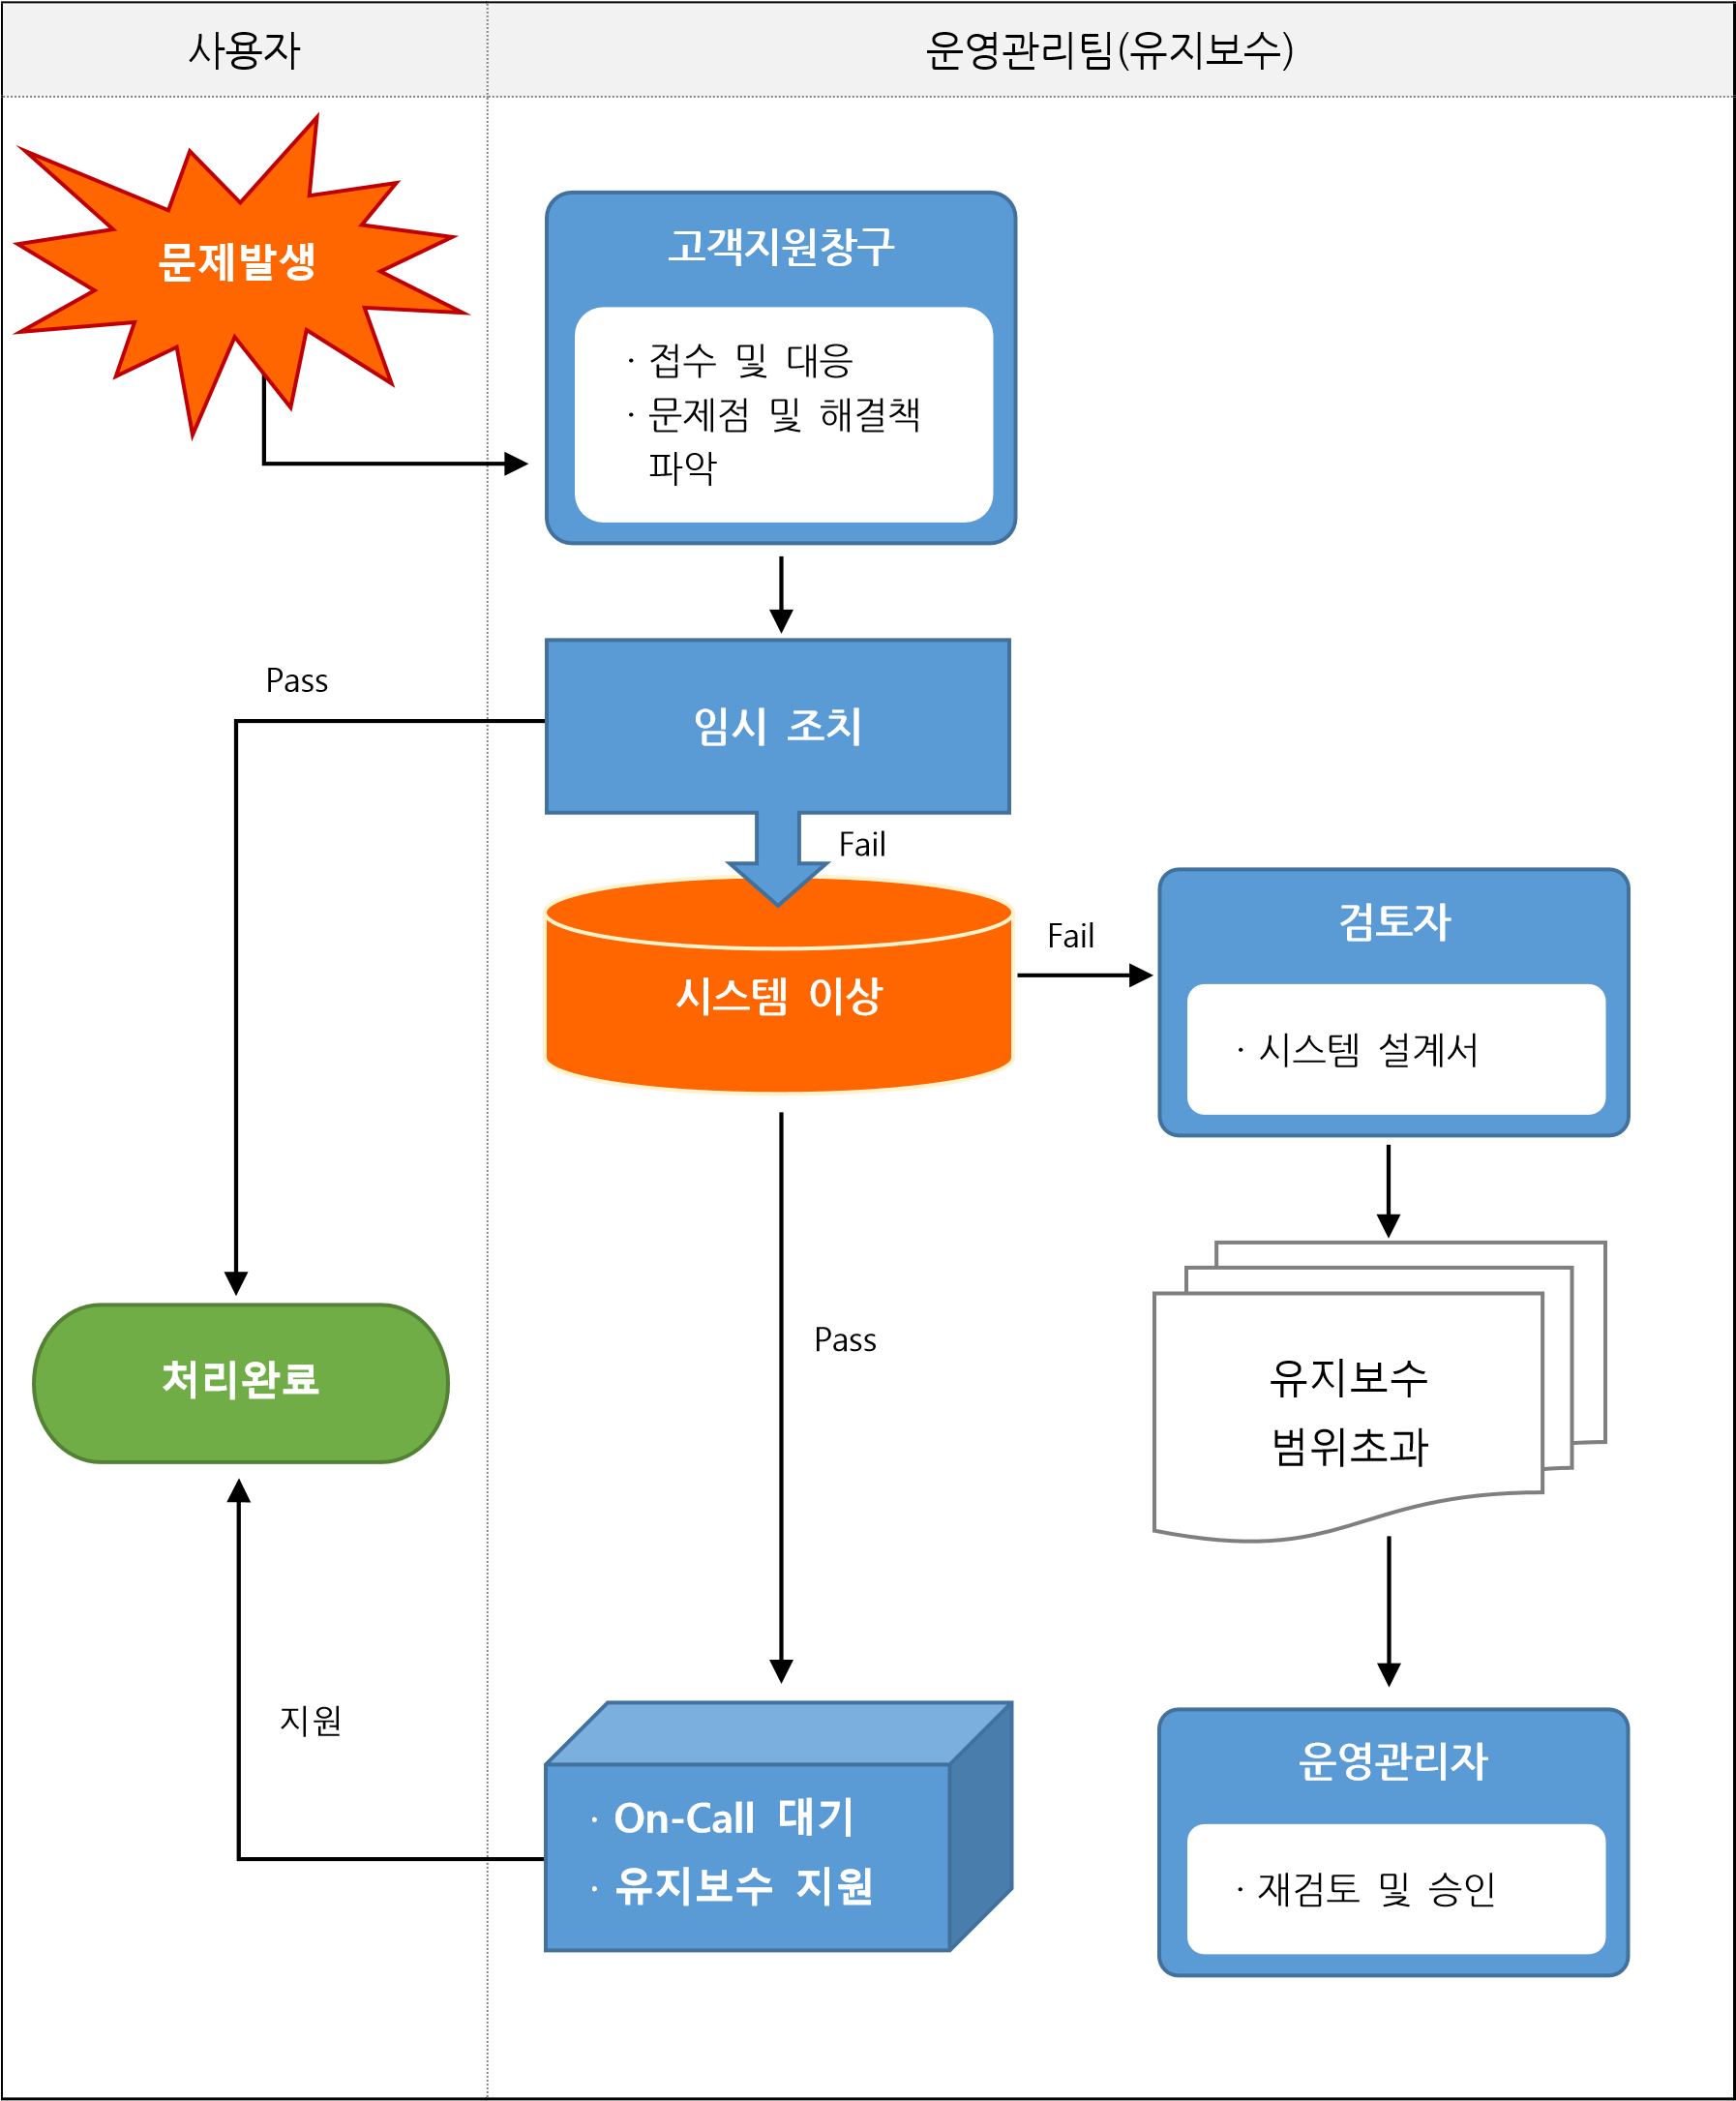 사용자
운영관리팀(유지보수)
문제발생
고객지원창구
· 접수 및 대응
· 문제점 및 해결책
파악
Pass
임시 조치
Fail
시스템 이상
Fail
검토자
· 시스템 설계서
Pass
유지보수
범위초과
처리완료
지원
· On-Call 대기
· 유지보수 지원
운영관리자
· 재검토 및 승인